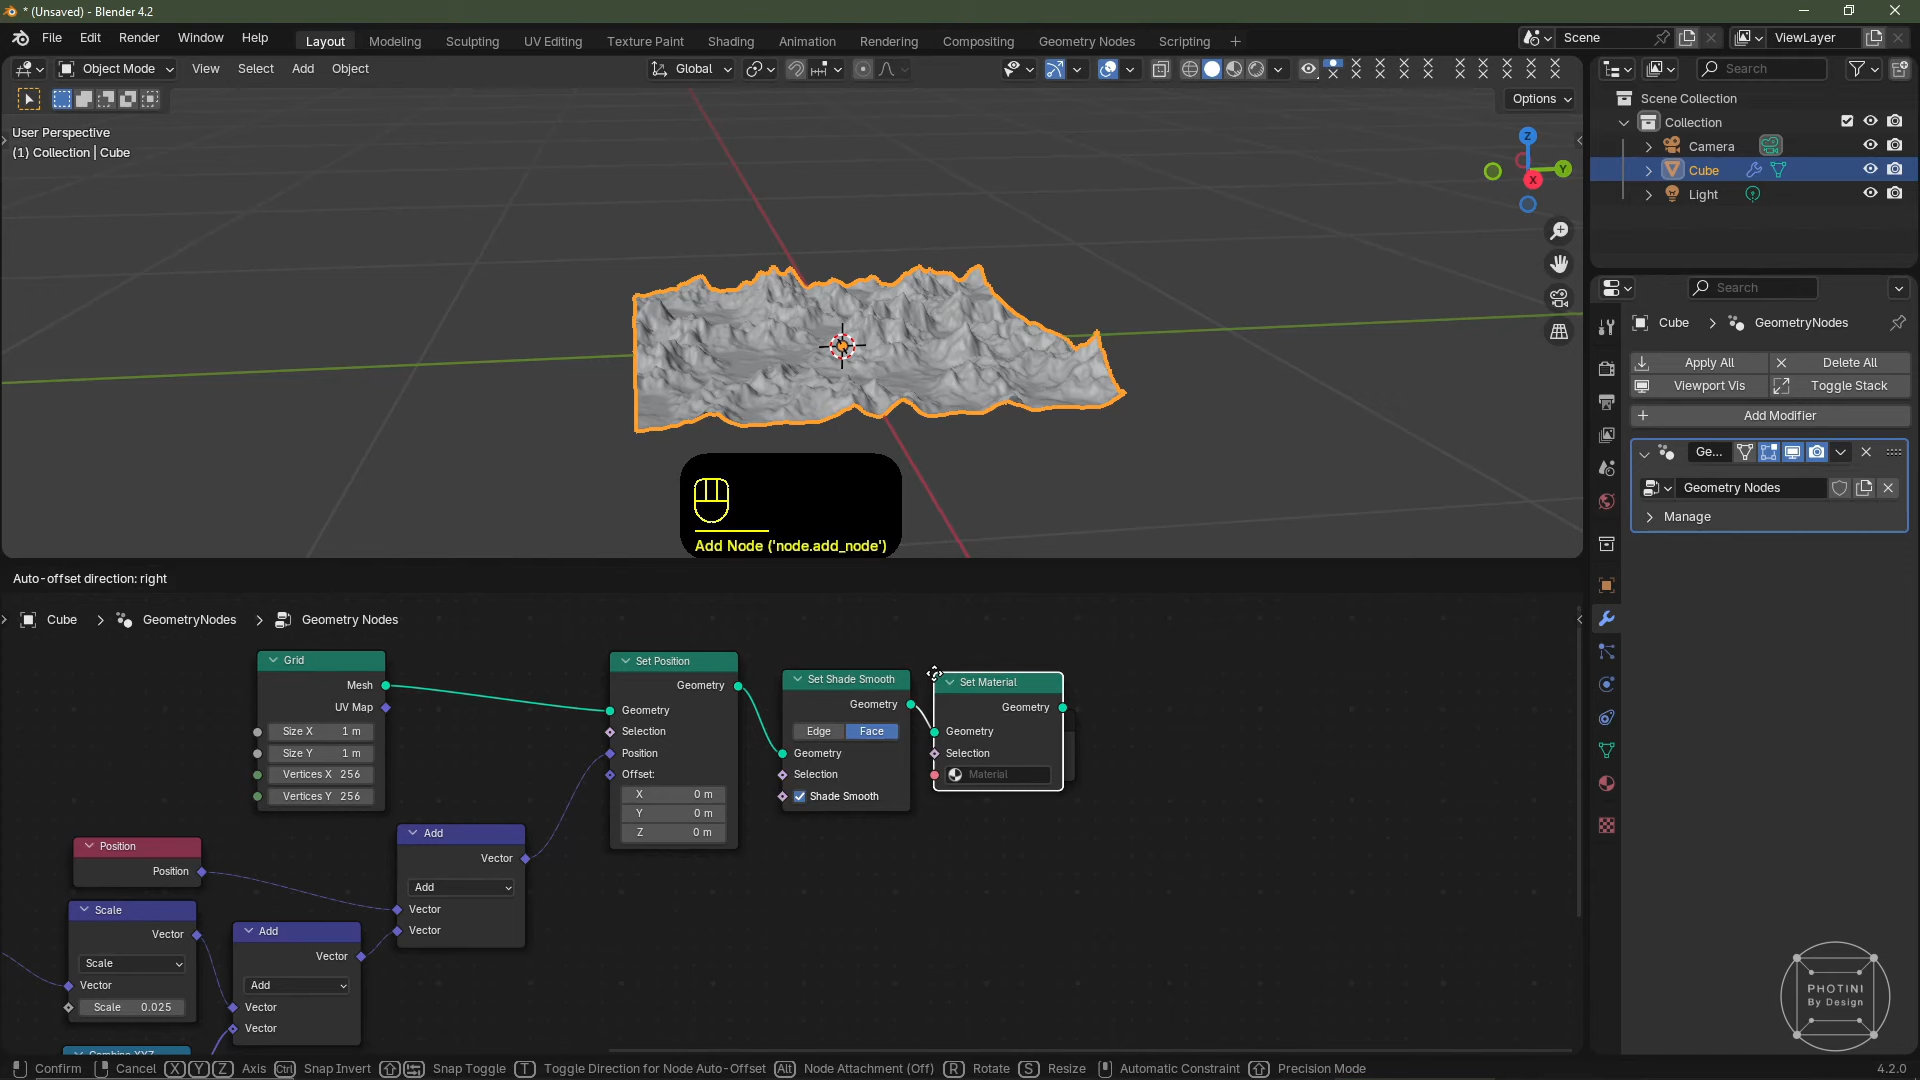 * (Unsaved) - Blender 4.2
File Edit Render Window Help
Layout Modeling Sculpting UV Editing Texture Paint Shading Animation Rendering Compositing Geometry Nodes Scripting
Scene
ViewLayer
Object Mode View Select Add Object
Global
Search
Options
User Perspective
(1) Collection | Cube
Z
Y
X
Scene Collection
Collection
Camera
Cube
Light
Search
Cube GeometryNodes
Apply All Delete All
Viewport Vis Toggle Stack
Add Modifier
Ge...
Geometry Nodes
Manage
Add Node ('node.add_node')
Auto-offset direction: right
Cube GeometryNodes Geometry Nodes
Grid
Mesh
UV Map
Size X 1 m
Size Y 1 m
Vertices X 256
Vertices Y 256
Set Position
Geometry
Geometry
Selection
Position
Offset:
X 0 m
Y 0 m
Z 0 m
Set Shade Smooth
Geometry
Edge Face
Geometry
Selection
Shade Smooth
Set Material
Geometry
Geometry
Selection
Material
Position
Position
Scale
Vector
Scale
Vector
Scale 0.025
Add
Vector
Add
Vector
Vector
Add
Vector
Add
Vector
Vector
Combine XYZ
PHOTINI
By Design
Confirm Cancel X Y Z Axis Ctrl Snap Invert Snap Toggle T Toggle Direction for Node Auto-Offset Alt Node Attachment (Off) R Rotate S Resize Automatic Constraint Precision Mode
4.2.0